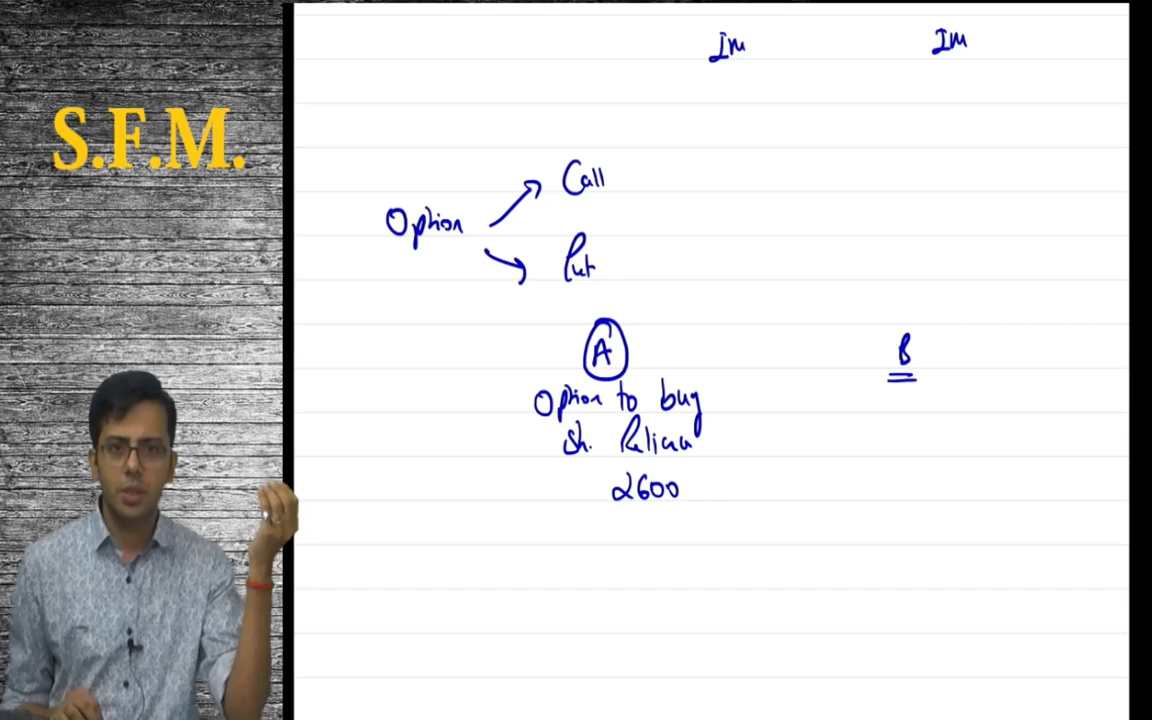 S.F.M.
Im Im
Call
Option
Put
A B
Option to buy
Sh. Relian
2600